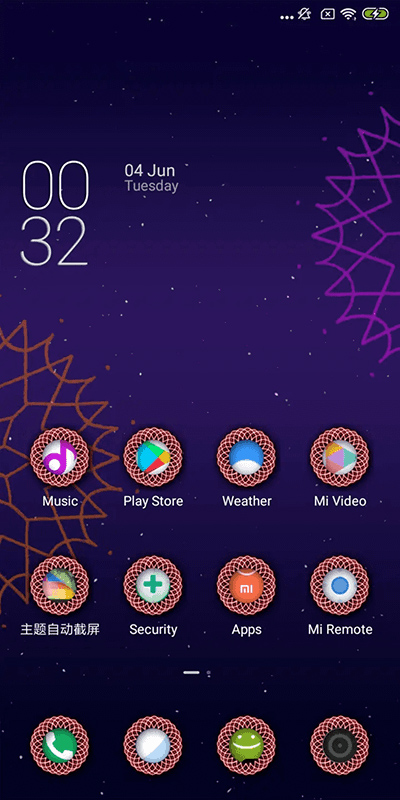 00
32
04 Jun
Tuesday
Music
Play Store
Weather
Mi Video
主题自动截屏
Security
Apps
Mi Remote